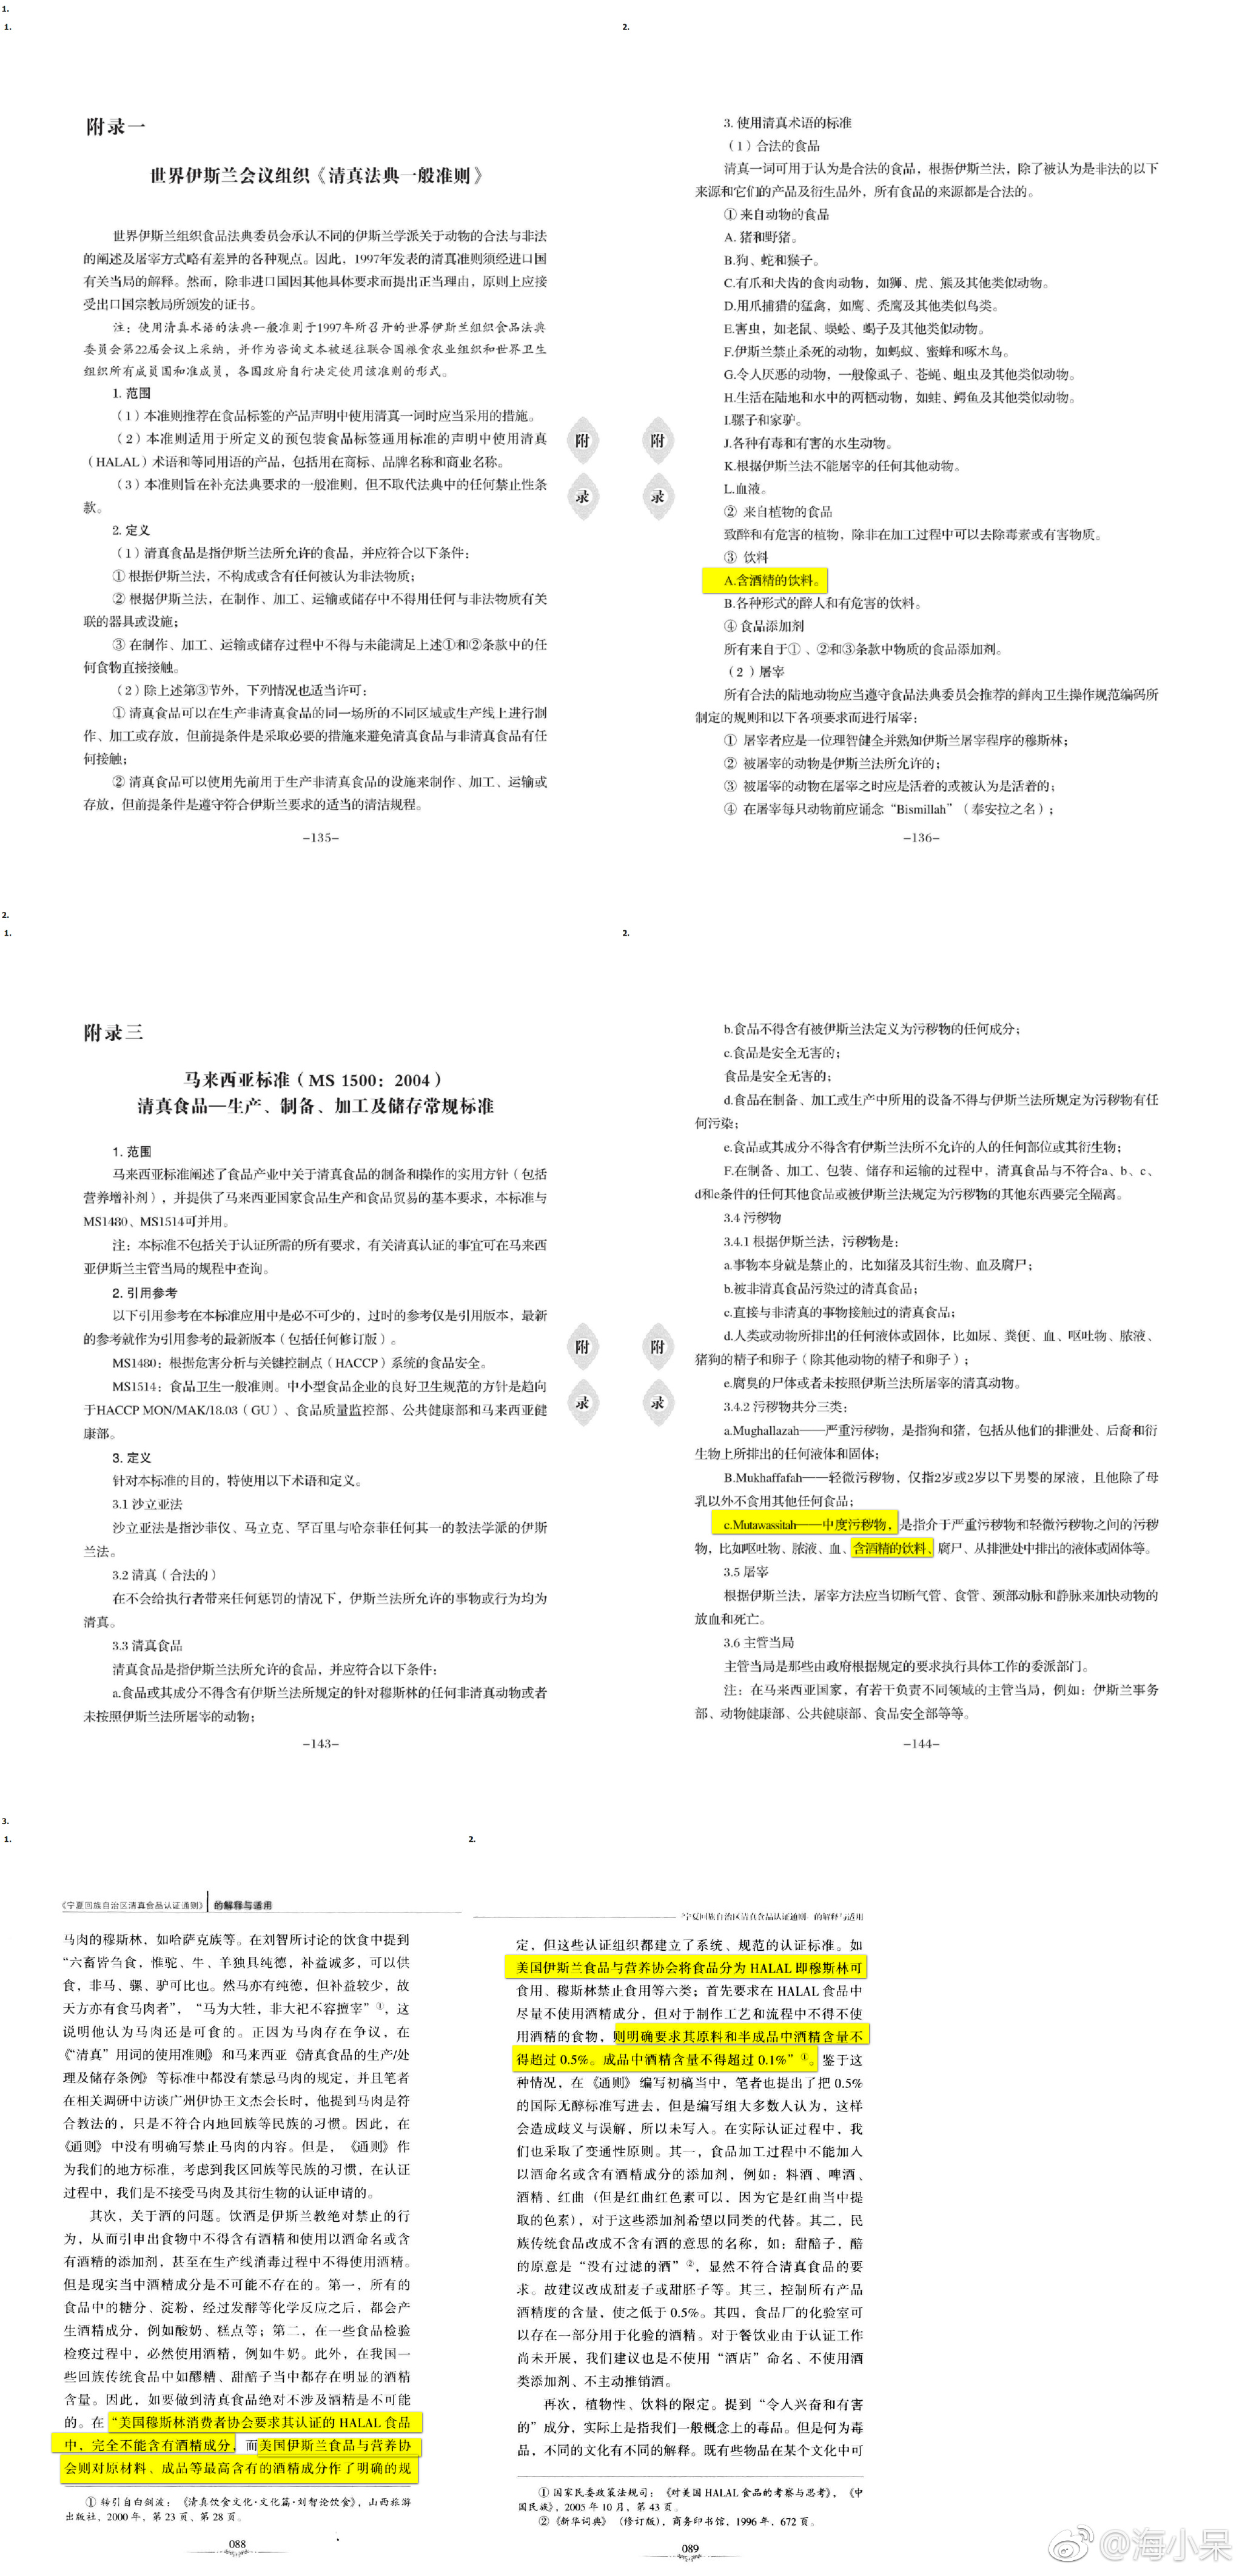 1.
1.
附录一
世界伊斯兰会议组织《清真法典一般准则》
世界伊斯兰组织食品法典委员会承认不同的伊斯兰学派关于动物的合法与非法
的阐述及屠宰方式略有差异的各种观点。因此，1997年发表的清真准则须经进口国
有关当局的解释。然而，除非进口国因其他具体要求而提出正当理由，原则上应接
受出口国宗教局所颁发的证书。
注：使用清真术语的法典一般准则于1997年所召开的世界伊斯兰组织食品法典
委员会第22届会议上采纳，并作为咨询文本被送往联合国粮食农业组织和世界卫生
组织所有成员国和准成员，各国政府自行决定使用该准则的形式。
1. 范围
（1）本准则推荐在食品标签的产品声明中使用清真一词时应当采用的措施。
（2）本准则适用于所定义的预包装食品标签通用标准的声明中使用清真
（HALAL）术语和等同用语的产品，包括用在商标、品牌名称和商业名称。
（3）本准则旨在补充法典要求的一般准则，但不取代法典中的任何禁止性条
款。
2. 定义
（1）清真食品是指伊斯兰法所允许的食品，并应符合以下条件：
① 根据伊斯兰法，不构成或含有任何被认为非法物质；
② 根据伊斯兰法，在制作、加工、运输或储存中不得用任何与非法物质有关
联的器具或设施；
③ 在制作、加工、运输或储存过程中不得与未能满足上述①和②条款中的任
何食物直接接触。
（2）除上述第③节外，下列情况也适当许可：
① 清真食品可以在生产非清真食品的同一场所的不同区域或生产线上进行制
作、加工或存放，但前提条件是采取必要的措施来避免清真食品与非清真食品有任
何接触；
② 清真食品可以使用先前用于生产非清真食品的设施来制作、加工、运输或
存放，但前提条件是遵守符合伊斯兰要求的适当的清洁规程。
附
录
–135–
2.
3. 使用清真术语的标准
（1）合法的食品
清真一词可用于认为是合法的食品，根据伊斯兰法，除了被认为是非法的以下
来源和它们的产品及衍生品外，所有食品的来源都是合法的。
① 来自动物的食品
A. 猪和野猪。
B.狗、蛇和猴子。
C.有爪和犬齿的食肉动物，如狮、虎、熊及其他类似动物。
D.用爪捕猎的猛禽，如鹰、秃鹰及其他类似鸟类。
E.害虫，如老鼠、蜈蚣、蝎子及其他类似动物。
F.伊斯兰禁止杀死的动物，如蚂蚁、蜜蜂和啄木鸟。
G.令人厌恶的动物，一般像虱子、苍蝇、蛆虫及其他类似动物。
H.生活在陆地和水中的两栖动物，如蛙、鳄鱼及其他类似动物。
I.骡子和家驴。
J.各种有毒和有害的水生动物。
K.根据伊斯兰法不能屠宰的任何其他动物。
L.血液。
② 来自植物的食品
致醉和有危害的植物，除非在加工过程中可以去除毒素或有害物质。
③ 饮料
A.含酒精的饮料。
B.各种形式的醉人和有危害的饮料。
④ 食品添加剂
所有来自于①、②和③条款中物质的食品添加剂。
（2）屠宰
所有合法的陆地动物应当遵守食品法典委员会推荐的鲜肉卫生操作规范编码所
制定的规则和以下各项要求而进行屠宰：
① 屠宰者应是一位理智健全并熟知伊斯兰屠宰程序的穆斯林；
② 被屠宰的动物是伊斯兰法所允许的；
③ 被屠宰的动物在屠宰之时应是活着的或被认为是活着的；
④ 在屠宰每只动物前应诵念“Bismillah”（奉安拉之名）；
附
录
–136–
2.
1.
附录三
马来西亚标准（MS 1500：2004）
清真食品—生产、制备、加工及储存常规标准
1. 范围
马来西亚标准阐述了食品产业中关于清真食品的制备和操作的实用方针（包括
营养增补剂），并提供了马来西亚国家食品生产和食品贸易的基本要求，本标准与
MS1480、MS1514可并用。
注：本标准不包括关于认证所需的所有要求，有关清真认证的事宜可在马来西
亚伊斯兰主管当局的规程中查询。
2. 引用参考
以下引用参考在本标准应用中是必不可少的，过时的参考仅是引用版本，最新
的参考就作为引用参考的最新版本（包括任何修订版）。
MS1480：根据危害分析与关键控制点（HACCP）系统的食品安全。
MS1514：食品卫生一般准则。中小型食品企业的良好卫生规范的方针是趋向
于HACCP MON/MAK/18.03（GU）、食品质量监控部、公共健康部和马来西亚健
康部。
3. 定义
针对本标准的目的，特使用以下术语和定义。
3.1 沙立亚法
沙立亚法是指沙菲仪、马立克、罕百里与哈奈菲任何其一的教法学派的伊斯
兰法。
3.2 清真（合法的）
在不会给执行者带来任何惩罚的情况下，伊斯兰法所允许的事物或行为均为
清真。
3.3 清真食品
清真食品是指伊斯兰法所允许的食品，并应符合以下条件：
a.食品或其成分不得含有伊斯兰法所规定的针对穆斯林的任何非清真动物或者
未按照伊斯兰法所屠宰的动物；
附
录
–143–
2.
b.食品不得含有被伊斯兰法定义为污秽物的任何成分；
c.食品是安全无害的；
食品是安全无害的；
d.食品在制备、加工或生产中所用的设备不得与伊斯兰法所规定为污秽物有任
何污染；
e.食品或其成分不得含有伊斯兰法所不允许的人的任何部位或其衍生物；
F.在制备、加工、包装、储存和运输的过程中，清真食品与不符合a、b、c、
d和e条件的任何其他食品或被伊斯兰法规定为污秽物的其他东西要完全隔离。
3.4 污秽物
3.4.1 根据伊斯兰法，污秽物是：
a.事物本身就是禁止的，比如猪及其衍生物、血及腐尸；
b.被非清真食品污染过的清真食品；
c.直接与非清真的事物接触过的清真食品；
d.人类或动物所排出的任何液体或固体，比如尿、粪便、血、呕吐物、脓液、
猪狗的精子和卵子（除其他动物的精子和卵子）；
e.腐臭的尸体或者未按照伊斯兰法所屠宰的清真动物。
3.4.2 污秽物共分三类：
a.Mughallazah——严重污秽物，是指狗和猪，包括从他们的排泄处、后裔和衍
生物上所排出的任何液体和固体；
B.Mukhaffafah——轻微污秽物，仅指2岁或2岁以下男婴的尿液，且他除了母
乳以外不食用其他任何食品；
c.Mutawassitah——中度污秽物，是指介于严重污秽物和轻微污秽物之间的污秽
物，比如呕吐物、脓液、血、含酒精的饮料、腐尸、从排泄处中排出的液体或固体等。
3.5 屠宰
根据伊斯兰法，屠宰方法应当切断气管、食管、颈部动脉和静脉来加快动物的
放血和死亡。
3.6 主管当局
主管当局是那些由政府根据规定的要求执行具体工作的委派部门。
注：在马来西亚国家，有若干负责不同领域的主管当局，例如：伊斯兰事务
部、动物健康部、公共健康部、食品安全部等等。
附
录
–144–
3.
1.
《宁夏回族自治区清真食品认证通则》 的解释与适用
马肉的穆斯林，如哈萨克族等。在刘智所讨论的饮食中提到
“六畜皆刍食，惟驼、牛、羊独具纯德，补益诚多，可以供
食，非马、骡、驴可比也。然马亦有纯德，但补益较少，故
天方亦有食马肉者”，“马为大牲，非大祀不容擅宰”①，这
说明他认为马肉还是可食的。正因为马肉存在争议，在
《“清真”用词的使用准则》和马来西亚《清真食品的生产/处
理及储存条例》等标准中都没有禁忌马肉的规定，并且笔者
在相关调研中访谈广州伊协王文杰会长时，他提到马肉是符
合教法的，只是不符合内地回族等民族的习惯。因此，在
《通则》中没有明确写禁止马肉的内容。但是，《通则》作
为我们的地方标准，考虑到我区回族等民族的习惯，在认证
过程中，我们是不接受马肉及其衍生物的认证申请的。
其次，关于酒的问题。饮酒是伊斯兰教绝对禁止的行
为，从而引申出食物中不得含有酒精和使用以酒命名或含
有酒精的添加剂，甚至在生产线消毒过程中不得使用酒精。
但是现实当中酒精成分是不可能不存在的。第一，所有的
食品中的糖分、淀粉，经过发酵等化学反应之后，都会产
生酒精成分，例如酸奶、糕点等；第二，在一些食品检验
检疫过程中，必然使用酒精，例如牛奶。此外，在我国一
些回族传统食品中如醪糟、甜醅子当中都存在明显的酒精
含量。因此，如要做到清真食品绝对不涉及酒精是不可能
的。在“美国穆斯林消费者协会要求其认证的 HALAL 食品
中，完全不能含有酒精成分，而美国伊斯兰食品与营养协
会则对原材料、成品等最高含有的酒精成分作了明确的规
① 转引自白剑波：《清真饮食文化·文化篇·刘智论饮食》，山西旅游
出版社，2000 年，第 23 页、第 28 页。
088
2.
《宁夏回族自治区清真食品认证通则》的解释与适用
定，但这些认证组织都建立了系统、规范的认证标准。如
美国伊斯兰食品与营养协会将食品分为 HALAL 即穆斯林可
食用、穆斯林禁止食用等六类；首先要求在 HALAL 食品中
尽量不使用酒精成分，但对于制作工艺和流程中不得不使
用酒精的食物，则明确要求其原料和半成品中酒精含量不
得超过 0.5%。成品中酒精含量不得超过 0.1%”①。鉴于这
种情况，在《通则》编写初稿当中，笔者也提出了把 0.5%
的国际无醇标准写进去，但是编写组大多数人认为，这样
会造成歧义与误解，所以未写人。在实际认证过程中，我
们也采取了变通性原则。其一，食品加工过程中不能加入
以酒命名或含有酒精成分的添加剂，例如：料酒、啤酒、
酒精、红曲（但是红曲红色素可以，因为它是红曲当中提
取的色素），对于这些添加剂希望以同类的代替。其二，民
族传统食品改成不含有酒的意思的名称，如：甜醅子，醅
的原意是“没有过滤的酒”②，显然不符合清真食品的要
求。故建议改成甜麦子或甜胚子等。其三，控制所有产品
酒精度的含量，使之低于 0.5%。其四，食品厂的化验室可
以存在一部分用于化验的酒精。对于餐饮业由于认证工作
尚未开展，我们建议也是不使用“酒店”命名、不使用酒
类添加剂、不主动推销酒。
再次，植物性、饮料的限定。提到“令人兴奋和有害
的”成分，实际上是指我们一般概念上的毒品。但是何为毒
品，不同的文化有不同的解释。既有些物品在某个文化中可
① 国家民委政策法规司：《对美国 HALAL 食品的考察与思考》，《中
国民族》，2005 年 10 月，第 43 页。
②《新华词典》（修订版），商务印书馆，1996 年，672 页。
089
@海小呆